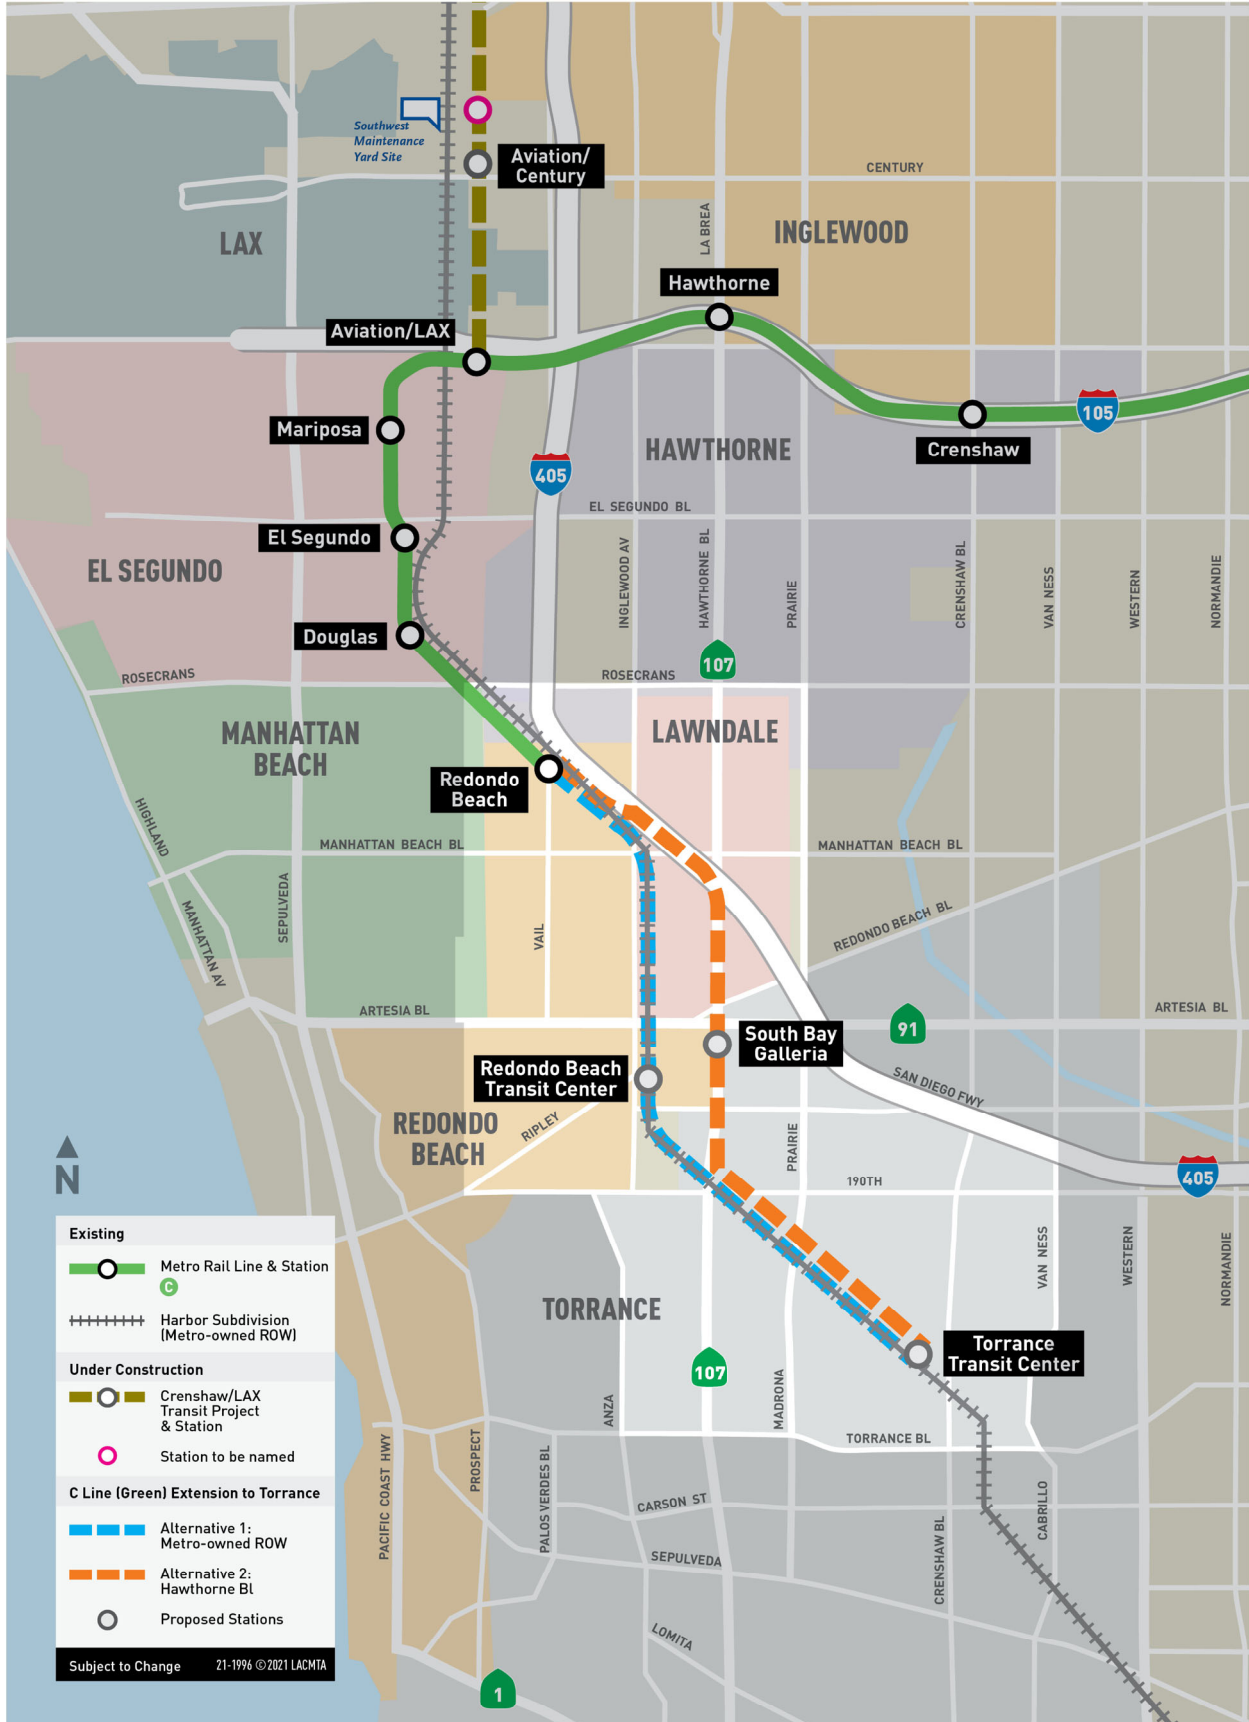 Southwest
Maintenance
Yard Site
Aviation/
Century
CENTURY
LA BREA
LAX
INGLEWOOD
Hawthorne
Aviation/LAX
Mariposa
105
HAWTHORNE
Crenshaw
405
EL SEGUNDO BL
El Segundo
EL SEGUNDO
INGLEWOOD AV
HAWTHORNE BL
PRAIRIE
CRENSHAW BL
VAN NESS
WESTERN
NORMANDIE
Douglas
107
ROSECRANS
ROSECRANS
MANHATTAN
BEACH
LAWNDALE
Redondo
Beach
HIGHLAND
MANHATTAN BEACH BL
MANHATTAN BEACH BL
SEPULVEDA
MANHATTAN AV
VAIL
REDONDO BEACH BL
ARTESIA BL
ARTESIA BL
91
South Bay
Galleria
Redondo Beach
Transit Center
SAN DIEGO FWY
REDONDO
BEACH
RIPLEY
PRAIRIE
N
190TH
405
VAN NESS
WESTERN
NORMANDIE
TORRANCE
Torrance
Transit Center
107
ANZA
MADRONA
TORRANCE BL
PACIFIC COAST HWY
PROSPECT
PALOS VERDES BL
CARSON ST
CABRILLO
SEPULVEDA
CRENSHAW BL
LOMITA
1
Existing
Metro Rail Line & Station
C
Harbor Subdivision
(Metro-owned ROW)
Under Construction
Crenshaw/LAX
Transit Project
& Station
Station to be named
C Line (Green) Extension to Torrance
Alternative 1:
Metro-owned ROW
Alternative 2:
Hawthorne Bl
Proposed Stations
Subject to Change 21-1996 ©2021 LACMTA